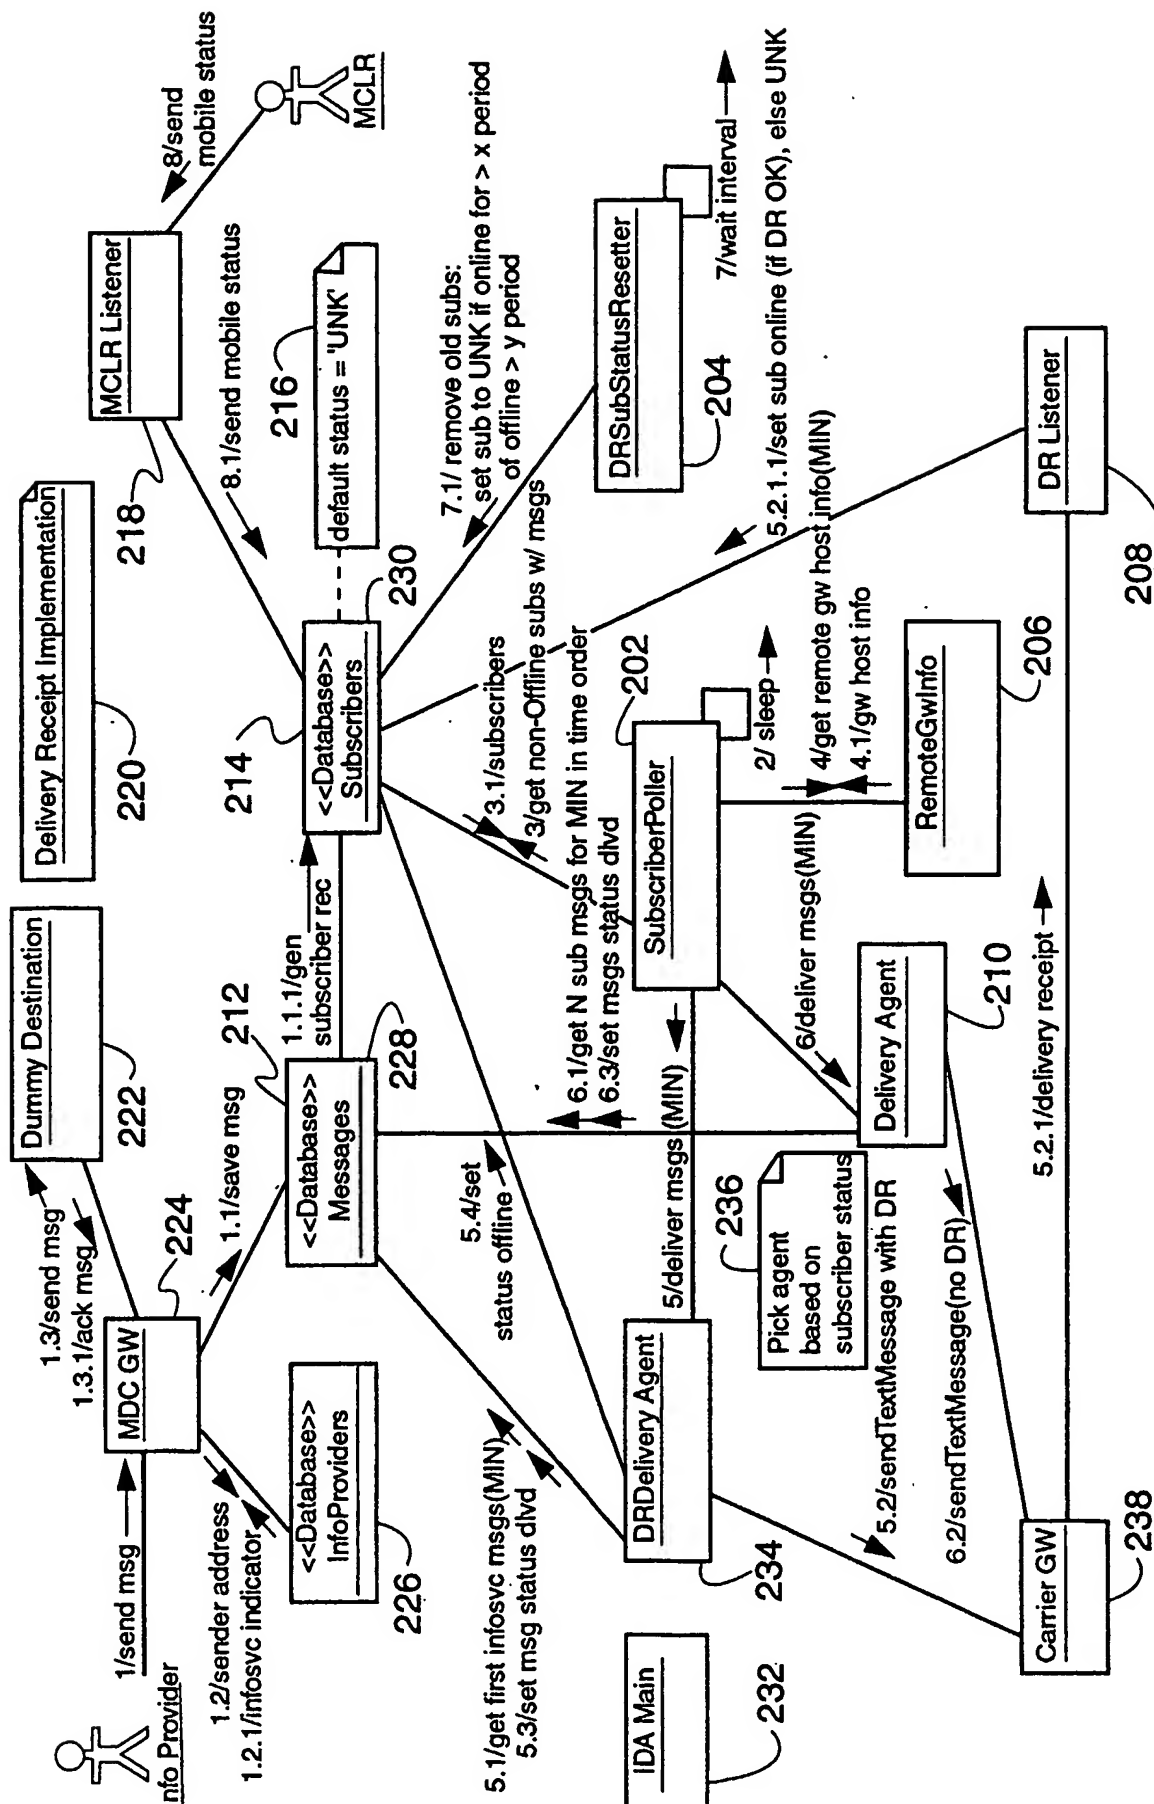 Dummy Destination
222
Delivery Receipt Implementation
220
MCLR Listener
218
8/send
mobile status
MCLR
nfo Provider
1/send msg
MDC GW
224
1.3/send msg
1.3.1/ack msg
1.1/save msg
1.2/sender address
1.2.1/infosvc indicator
<<Database>>
InfoProviders
226
<<Database>>
Messages
212
228
1.1.1/gen
subscriber rec
<<Database>>
Subscribers
214
230
8.1/send mobile status
216
default status = 'UNK'
7.1/ remove old subs:
set sub to UNK if online for > x period
of offline > y period
5.1/get first infosvc msgs(MIN)
5.3/set msg status dlvd
5.4/set
status offline
3.1/subscribers
3/get non-Offline subs w/ msgs
6.1/get N sub msgs for MIN in time order
6.3/set msgs status dlvd
IDA Main
232
DRDelivery Agent
234
5/deliver msgs (MIN)
SubscriberPoller
202
2/ sleep
DRSubStatusResetter
204
7/wait interval
236
Pick agent
based on
subscriber status
6/deliver msgs(MIN)
4/get remote gw host info(MIN)
4.1/gw host info
5.2.1.1/set sub online (if DR OK), else UNK
5.2/sendTextMessage with DR
6.2/sendTextMessage(no DR)
Delivery Agent
210
RemoteGwInfo
206
5.2.1/delivery receipt
Carrier GW
238
DR Listener
208